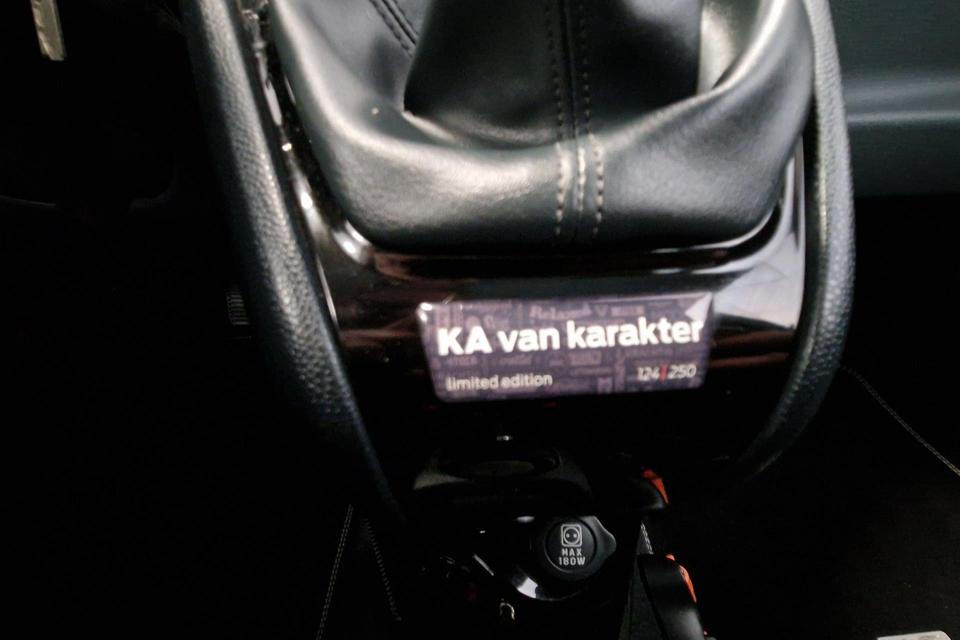 KA van karakter
limited edition
124/250
MAX
180W